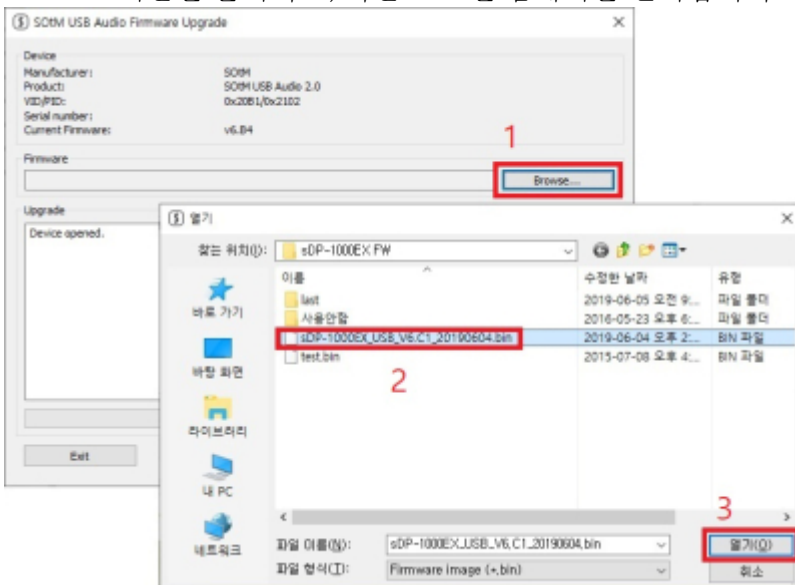 SOtM USB Audio Firmware Upgrade
Device
Manufacturer: SOtM
Product: SOtM USB Audio 2.0
VID/PID: 0x20B1/0x2102
Serial number:
Current Firmware: v6.B4
1
Firmware
Browse...
Upgrade
Device opened.
열기
찾는 위치(I): sDP-1000EX FW
이름 수정한 날짜 유형
last 2019-06-05 오전 9:... 파일 폴더
사용안함 2016-05-23 오후 6:... 파일 폴더
sDP-1000EX_USB_V6.C1_20190604.bin 2019-06-04 오후 2:... BIN 파일
test.bin 2015-07-08 오후 4:... BIN 파일
2
바로 가기
바탕 화면
라이브러리
내 PC
네트워크
Exit
3
파일 이름(N): sDP-1000EX_USB_V6.C1_20190604.bin 열기(O)
파일 형식(T): Firmware image (*.bin) 취소